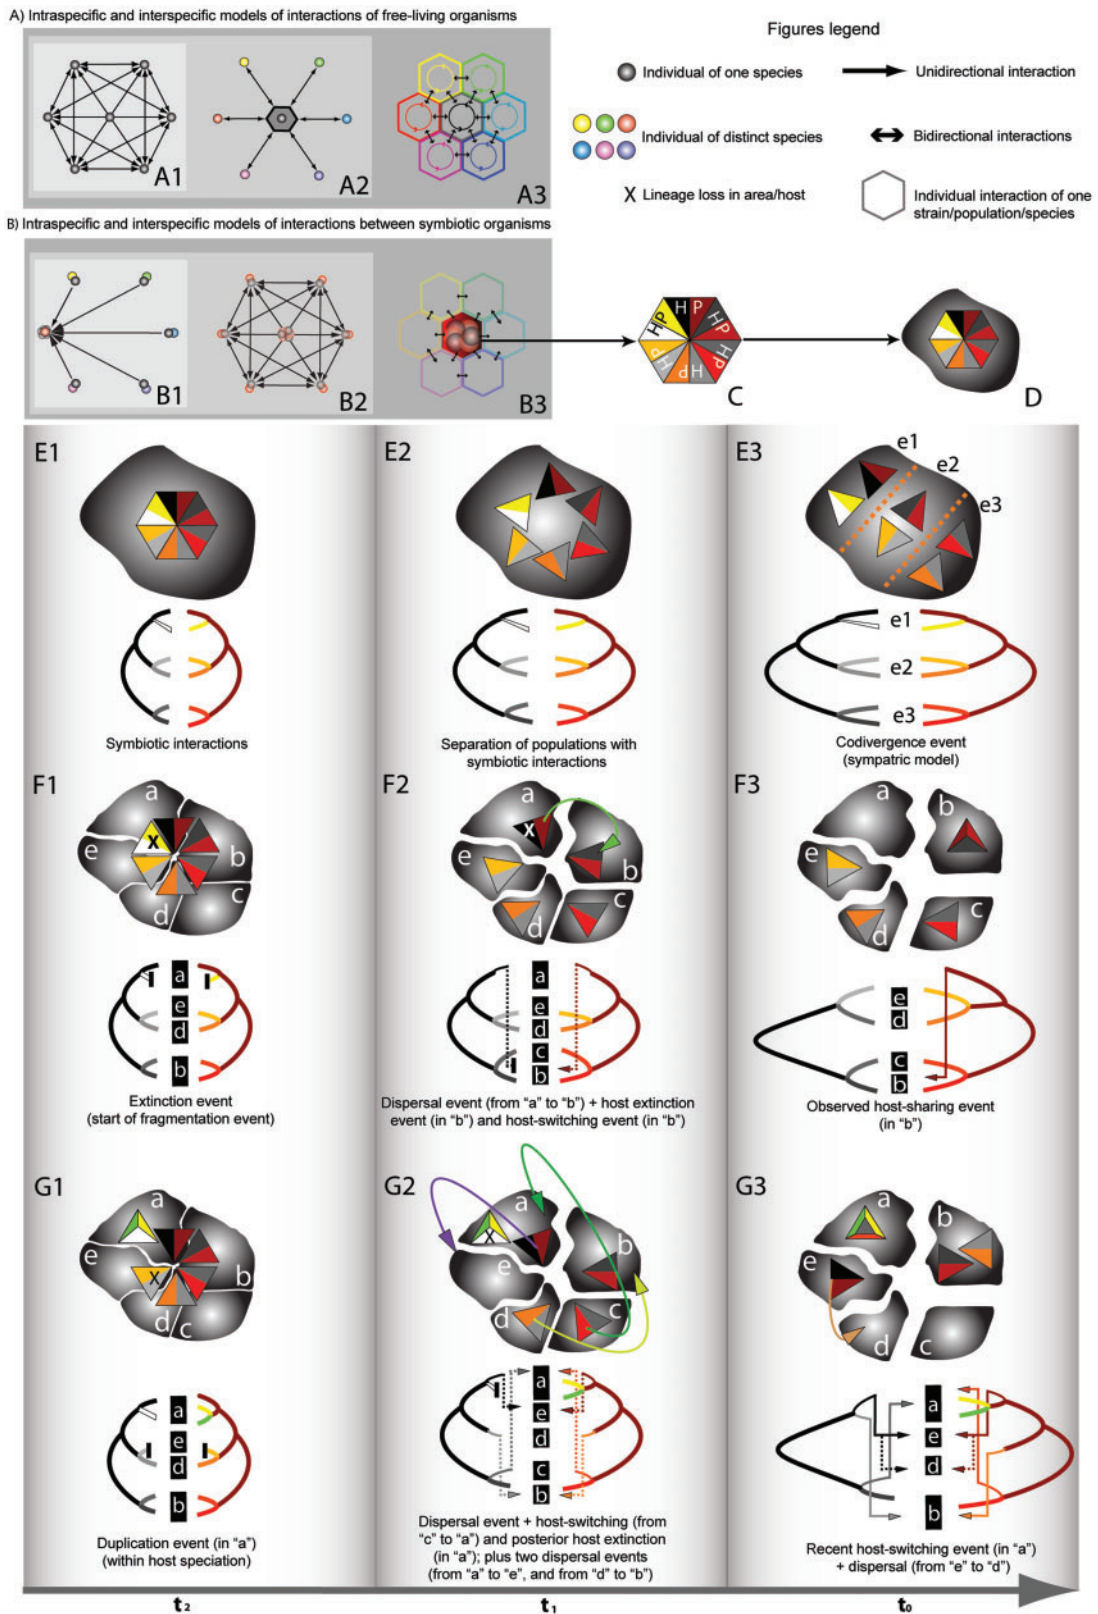 A) Intraspecific and interspecific models of interactions of free-living organisms
A1
A2
A3
Figures legend
Individual of one species
Unidirectional interaction
Individual of distinct species
Bidirectional interactions
X Lineage loss in area/host
Individual interaction of one
strain/population/species
B) Intraspecific and interspecific models of interactions between symbiotic organisms
B1
B2
B3
H P
H P
H P
H P
H P
H P
C
D
E1
E2
E3
e1
e2
e3
e1
e2
e3
Symbiotic interactions
Separation of populations with
symbiotic interactions
Codivergence event
(sympatric model)
F1
a
b
c
d
e
X
F2
a
b
c
d
e
X
F3
a
b
c
d
e
a
e
d
b
a
e
d
c
b
e
d
c
b
Extinction event
(start of fragmentation event)
Dispersal event (from "a" to "b") + host extinction
event (in "b") and host-switching event (in "b")
Observed host-sharing event
(in "b")
G1
a
b
c
d
e
X
G2
a
b
c
d
e
X
G3
a
b
c
d
e
a
e
d
b
a
e
d
c
b
a
e
d
b
Duplication event (in "a")
(within host speciation)
Dispersal event + host-switching (from
"c" to "a") and posterior host extinction
(in "a"); plus two dispersal events
(from "a" to "e", and from "d" to "b")
Recent host-switching event (in "a")
+ dispersal (from "e" to "d")
t2
t1
t0